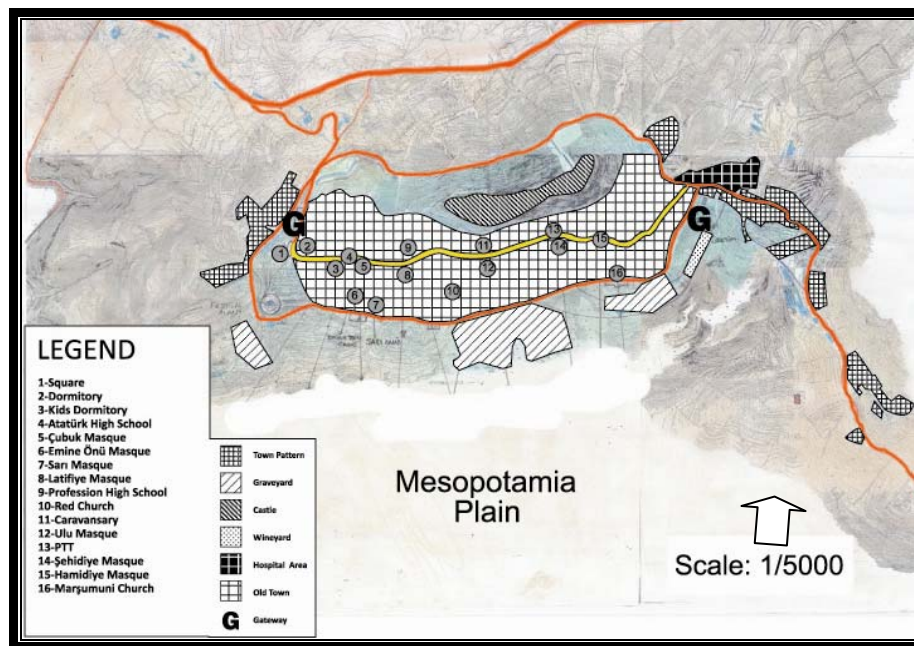 G
G
1
2
3
4
5
6
7
8
9
10
11
12
13
14
15
16
LEGEND
1-Square
2-Dormitory
3-Kids Dormitory
4-Atatürk High School
5-Çubuk Masque
6-Emine Önü Masque
7-Sarı Masque
8-Latifiye Masque
9-Profession High School
10-Red Church
11-Caravansary
12-Ulu Masque
13-PTT
14-Şehidiye Masque
15-Hamidiye Masque
16-Marşumuni Church
Town Pattern
Graveyard
Castle
Wineyard
Hospital Area
Old Town
G Gateway
Mesopotamia
Plain
Scale: 1/5000